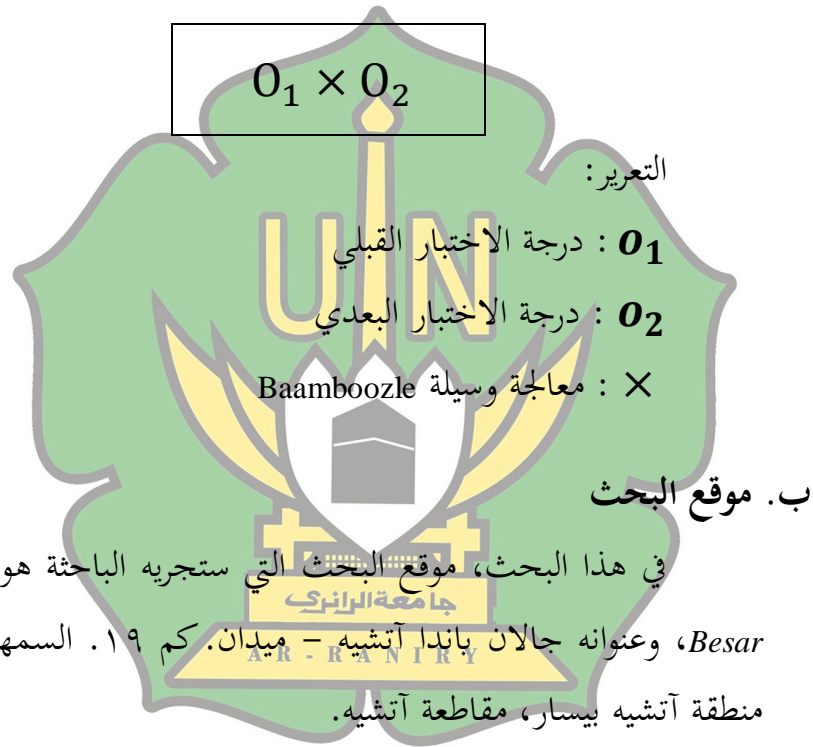 O₁ × O₂
التعرير:
O₁ : درجة الاختبار القبلي
O₂ : درجة الاختبار البعدي
× : معالجة وسيلة Baamboozle
UIN
ب. موقع البحث
في هذا البحث، موقع البحث التي ستجريه الباحثة هو
جامعة الرانري
Besar، وعنوانه جالان باندا آتشيه – ميدان. كم ١٩. السمه
AR - RANIRY
منطقة آتشيه بيسار، مقاطعة آتشيه.